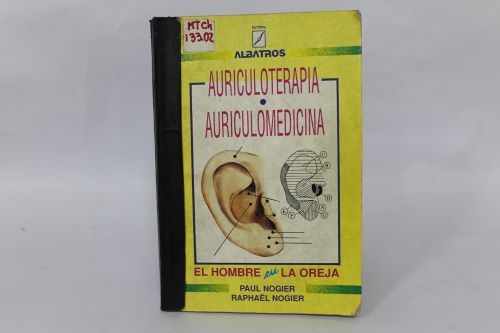 MTCh
133.02
EDITORIAL
ALBATROS
AURICULOTERAPIA
•
AURICULOMEDICINA
C
B
D
A
G
E F
EL HOMBRE en LA OREJA
PAUL NOGIER
RAPHAËL NOGIER